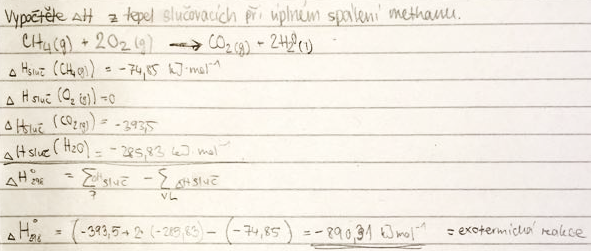 Vypočtěte ΔH z tepel slučovacích při úplném spálení methanu.
CH4(g) + 2O2(g) → CO2(g) + 2H2O(l)
ΔHsluč (CH4(g)) = -74,85 kJ·mol⁻¹
ΔHsluč (O2(g)) = 0
ΔHsluč (CO2(g)) = -393,5
ΔHsluč (H2O) = -285,83 kJ·mol⁻¹
ΔH°298 = ∑ΔHsluč - ∑ΔHsluč
P VL
ΔH°298 = (-393,5+2·(-285,83) - (-74,85) = -890,31 kJmol⁻¹ = exotermická reakce